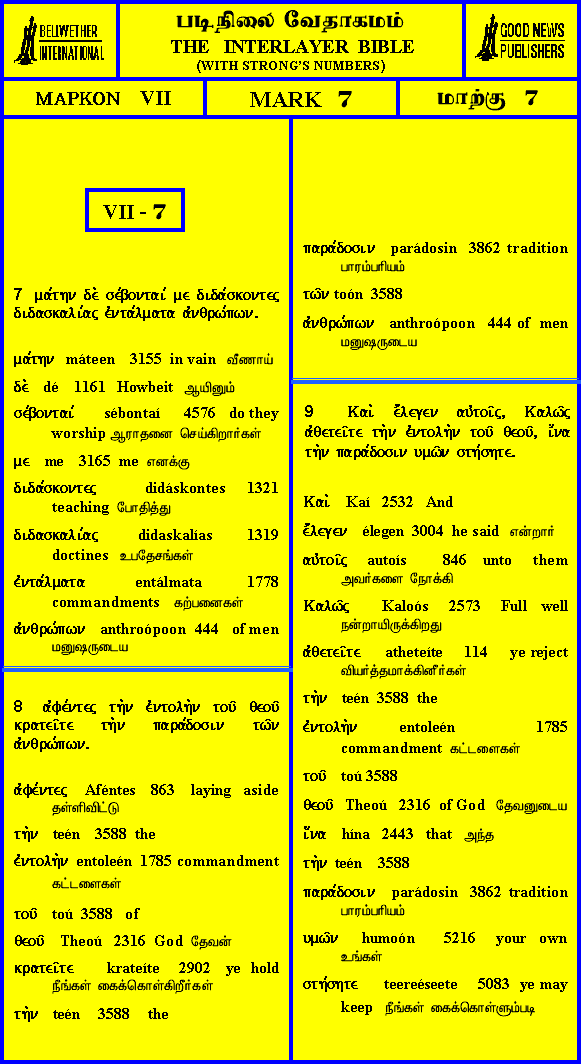 BELLWETHER
INTERNATIONAL
படிநிலை வேதாகமம்
THE INTERLAYER BIBLE
(WITH STRONG'S NUMBERS)
GOOD NEWS
PUBLISHERS
ΜΑΡΚΟΝ VII
MARK 7
மாற்கு 7
VII - 7
7 μάτην δὲ σέβονταί με διδάσκοντες
διδασκαλίας ἐντάλματα ἀνθρώπων.
μάτην máteen 3155 in vain வீணாய்
δὲ dé 1161 Howbeit ஆயினும்
σέβονταί sébontaí 4576 do they
worship ஆராதனை செய்கிறார்கள்
με me 3165 me எனக்கு
διδάσκοντες didáskontes 1321
teaching போதித்து
διδασκαλίας didaskalías 1319
doctines உபதேசங்கள்
ἐντάλματα entálmata 1778
commandments கற்பனைகள்
ἀνθρώπων anthroópoon 444 of men
மனுஷருடைய
8 ἀφέντες τὴν ἐντολὴν τοῦ θεοῦ
κρατεῖτε τὴν παράδοσιν τῶν
ἀνθρώπων.
ἀφέντες Aféntes 863 laying aside
தள்ளிவிட்டு
τὴν teén 3588 the
ἐντολὴν entoleén 1785 commandment
கட்டளைகள்
τοῦ toú 3588 of
θεοῦ Theoú 2316 God தேவன்
κρατεῖτε krateíte 2902 ye hold
நீங்கள் கைக்கொள்கிறீர்கள்
τὴν teén 3588 the
παράδοσιν parádosin 3862 tradition
பாரம்பரியம்
τῶν toón 3588
ἀνθρώπων anthroópoon 444 of men
மனுஷருடைய
9 Καὶ ἔλεγεν αὐτοῖς, Καλῶς
ἀθετεῖτε τὴν ἐντολὴν τοῦ θεοῦ, ἵνα
τὴν παράδοσιν υμῶν στήσητε.
Καὶ Kaí 2532 And
ἔλεγεν élegen 3004 he said என்றார்
αὐτοῖς autoís 846 unto them
அவர்களை நோக்கி
Καλῶς Kaloós 2573 Full well
நன்றாயிருக்கிறது
ἀθετεῖτε atheteíte 114 ye reject
வியர்த்தமாக்கினீர்கள்
τὴν teén 3588 the
ἐντολὴν entoleén 1785
commandment கட்டளைகள்
τοῦ toú 3588
θεοῦ Theoú 2316 of God தேவனுடைய
ἵνα hína 2443 that அந்த
τὴν teén 3588
παράδοσιν parádosin 3862 tradition
பாரம்பரியம்
υμῶν humoón 5216 your own
உங்கள்
στήσητε teereéseete 5083 ye may
keep நீங்கள் கைக்கொள்ளும்படி